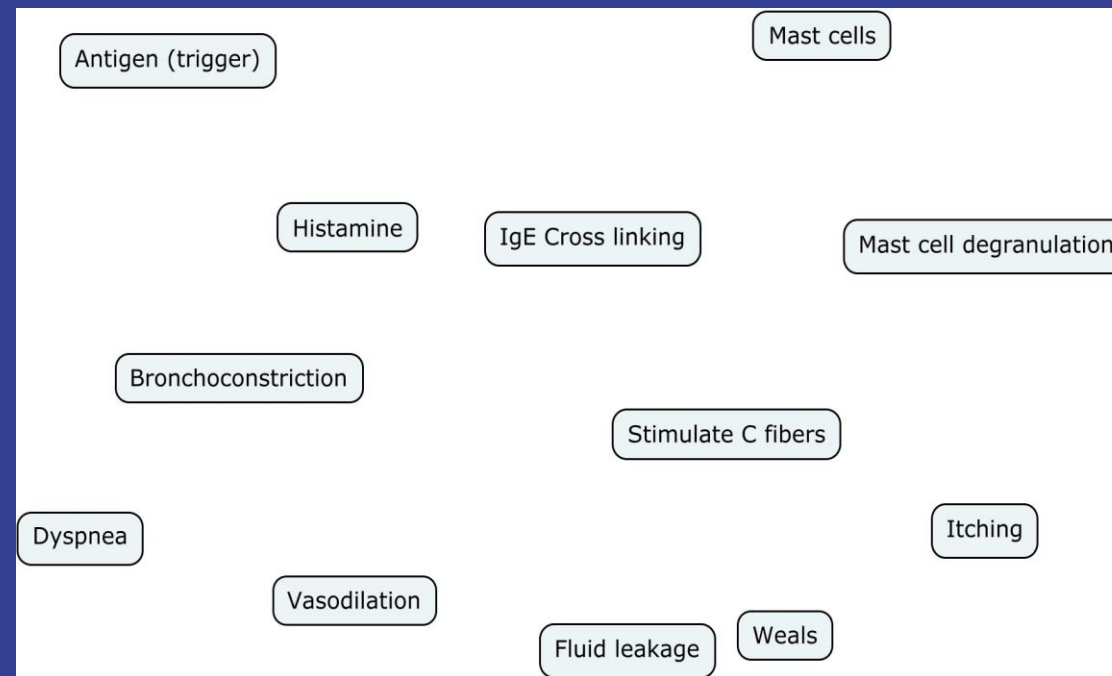 Antigen (trigger)
Mast cells
Histamine
IgE Cross linking
Mast cell degranulation
Bronchoconstriction
Stimulate C fibers
Dyspnea
Itching
Vasodilation
Fluid leakage
Weals